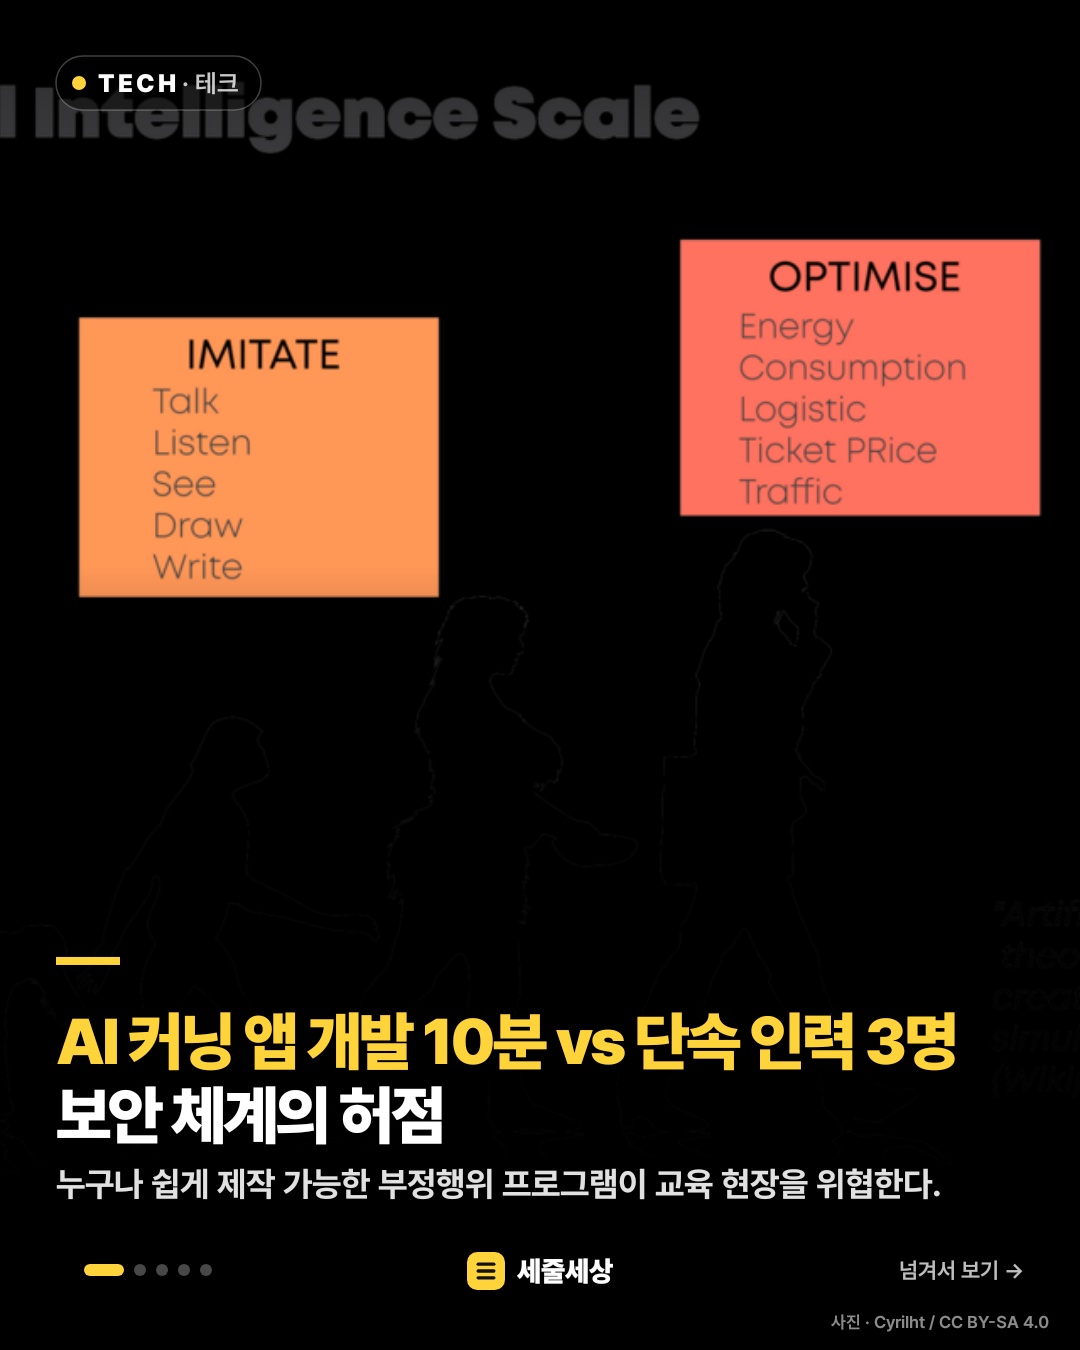 TECH · 테크
Intelligence Scale
OPTIMISE
Energy
Consumption
Logistic
Ticket PRice
Traffic
IMITATE
Talk
Listen
See
Draw
Write
AI 커닝 앱 개발 10분 vs 단속 인력 3명
보안 체계의 허점
누구나 쉽게 제작 가능한 부정행위 프로그램이 교육 현장을 위협한다.
세줄세상
넘겨서 보기 →
사진 · Cyrilht / CC BY-SA 4.0